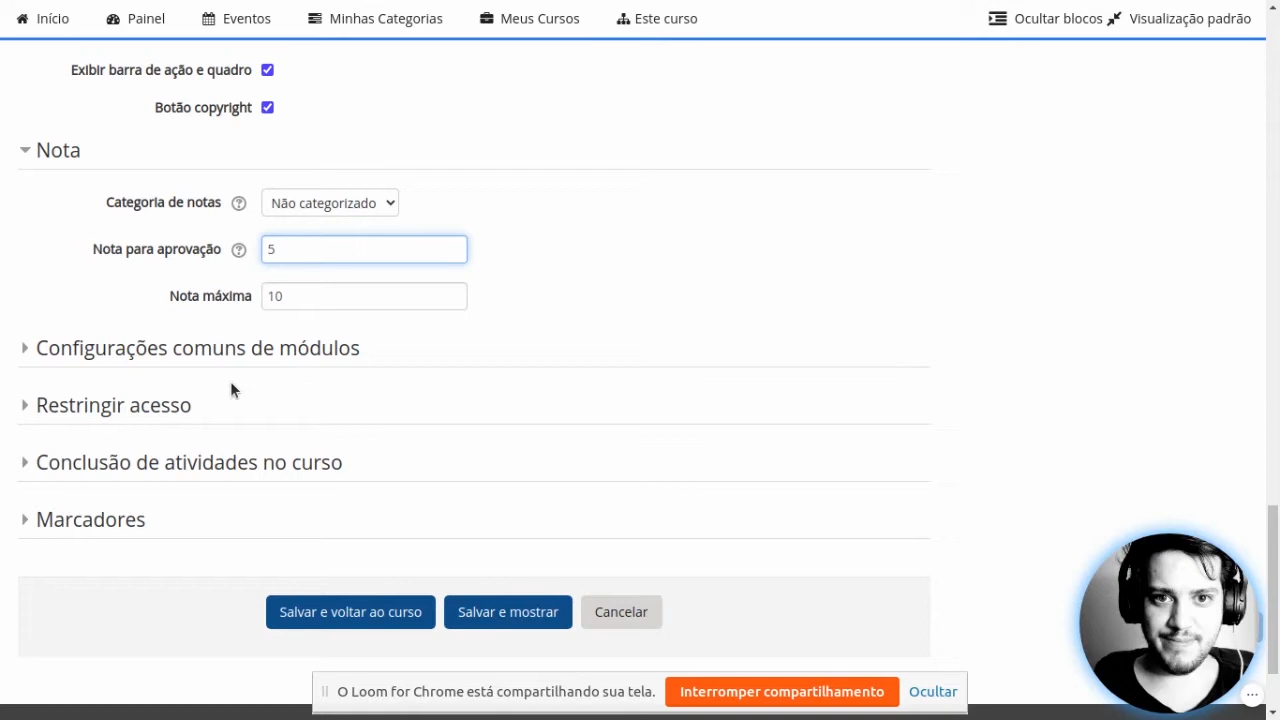 Início Painel Eventos Minhas Categorias Meus Cursos Este curso Ocultar blocos Visualização padrão
Exibir barra de ação e quadro
Botão copyright
Nota
Categoria de notas ? Não categorizado
Nota para aprovação ? 5
Nota máxima 10
Configurações comuns de módulos
Restringir acesso
Conclusão de atividades no curso
Marcadores
Salvar e voltar ao curso Salvar e mostrar Cancelar
O Loom for Chrome está compartilhando sua tela. Interromper compartilhamento Ocultar